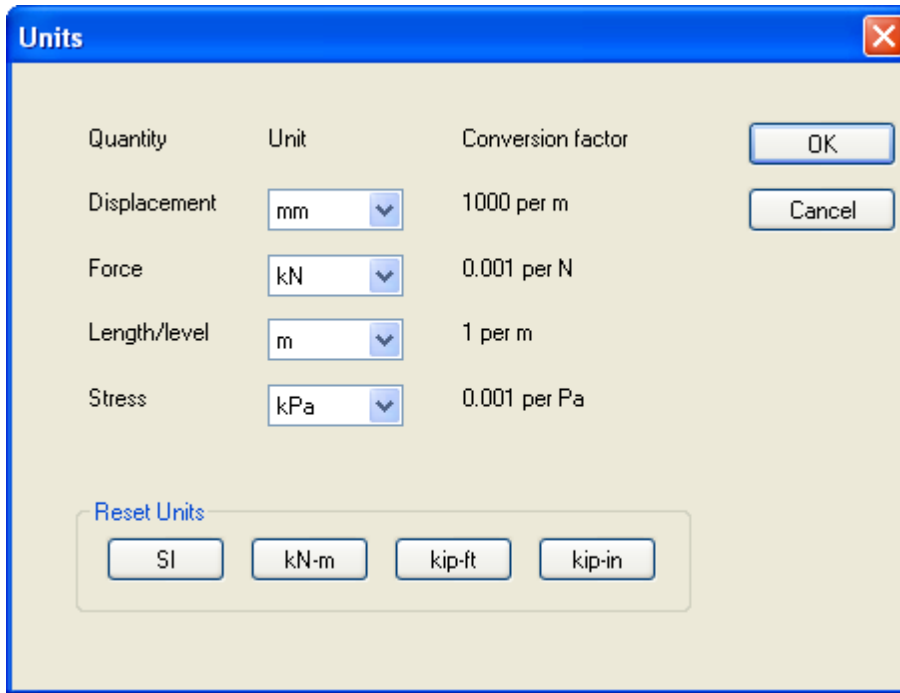 Units
Quantity Unit Conversion factor OK
Displacement mm 1000 per m Cancel
Force kN 0.001 per N
Length/level m 1 per m
Stress kPa 0.001 per Pa
Reset Units
SI kN-m kip-ft kip-in